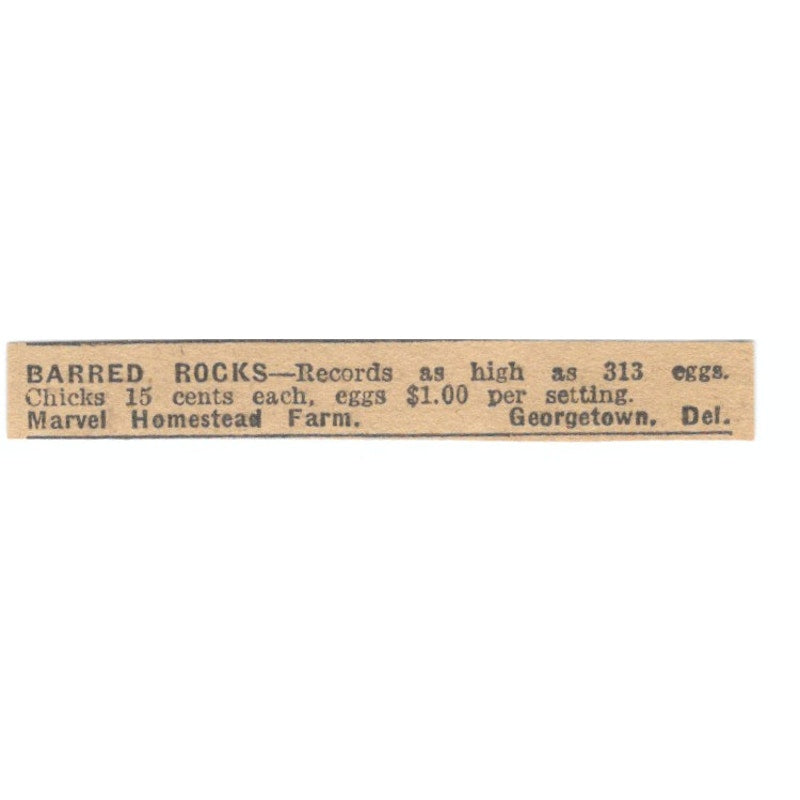 BARRED ROCKS—Records as high as 313 eggs.
Chicks 15 cents each, eggs $1.00 per setting.
Marvel Homestead Farm. Georgetown, Del.